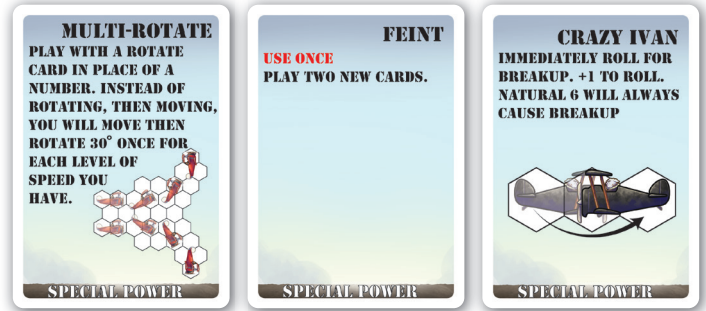 MULTI-ROTATE
PLAY WITH A ROTATE
CARD IN PLACE OF A
NUMBER. INSTEAD OF
ROTATING, THEN MOVING,
YOU WILL MOVE THEN
ROTATE 30° ONCE FOR
EACH LEVEL OF
SPEED YOU
HAVE.
SPECIAL POWER
FEINT
USE ONCE
PLAY TWO NEW CARDS.
SPECIAL POWER
CRAZY IVAN
IMMEDIATELY ROLL FOR
BREAKUP. +1 TO ROLL.
NATURAL 6 WILL ALWAYS
CAUSE BREAKUP
SPECIAL POWER